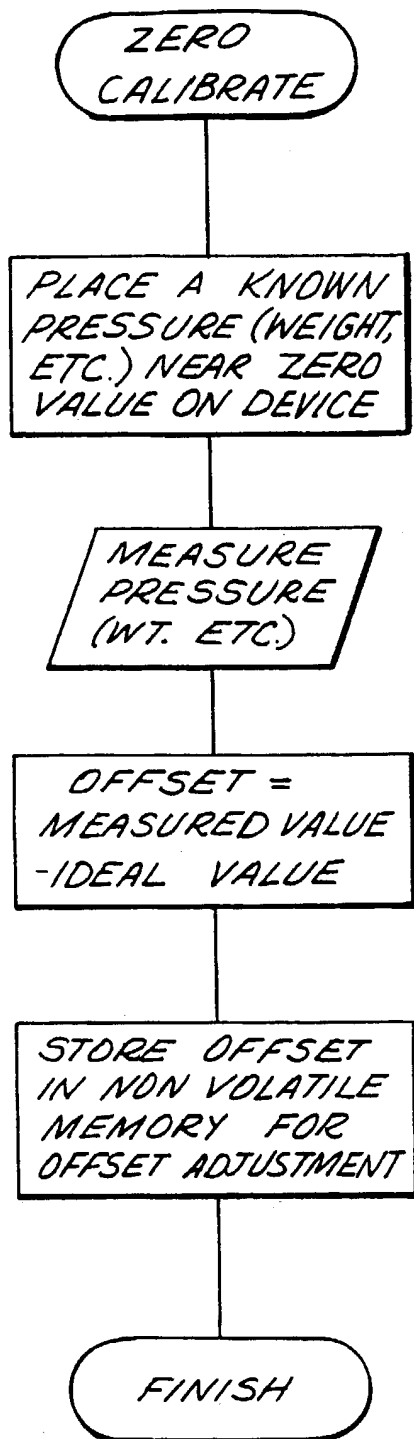 ZERO
CALIBRATE
PLACE A KNOWN
PRESSURE (WEIGHT,
ETC.) NEAR ZERO
VALUE ON DEVICE
MEASURE
PRESSURE
(WT. ETC.)
OFFSET =
MEASURED VALUE
-IDEAL VALUE
STORE OFFSET
IN NON VOLATILE
MEMORY FOR
OFFSET ADJUSTMENT
FINISH